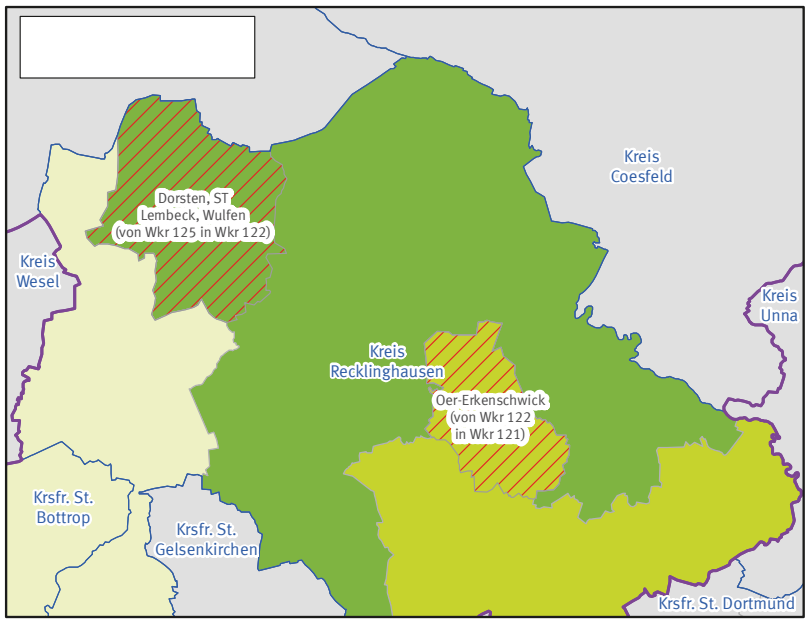 Kreis
Coesfeld
Dorsten, ST
Lembeck, Wulfen
(von Wkr 125 in Wkr 122)
Kreis
Wesel
Kreis
Unna
Kreis
Recklinghausen
Oer-Erkenschwick
(von Wkr 122
in Wkr 121)
Krsfr. St.
Bottrop
Krsfr. St.
Gelsenkirchen
Krsfr. St. Dortmund